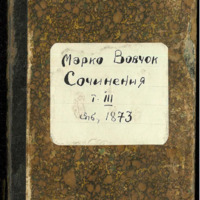 Марко Вовчок
Сочинения
т. III
Спб, 1873